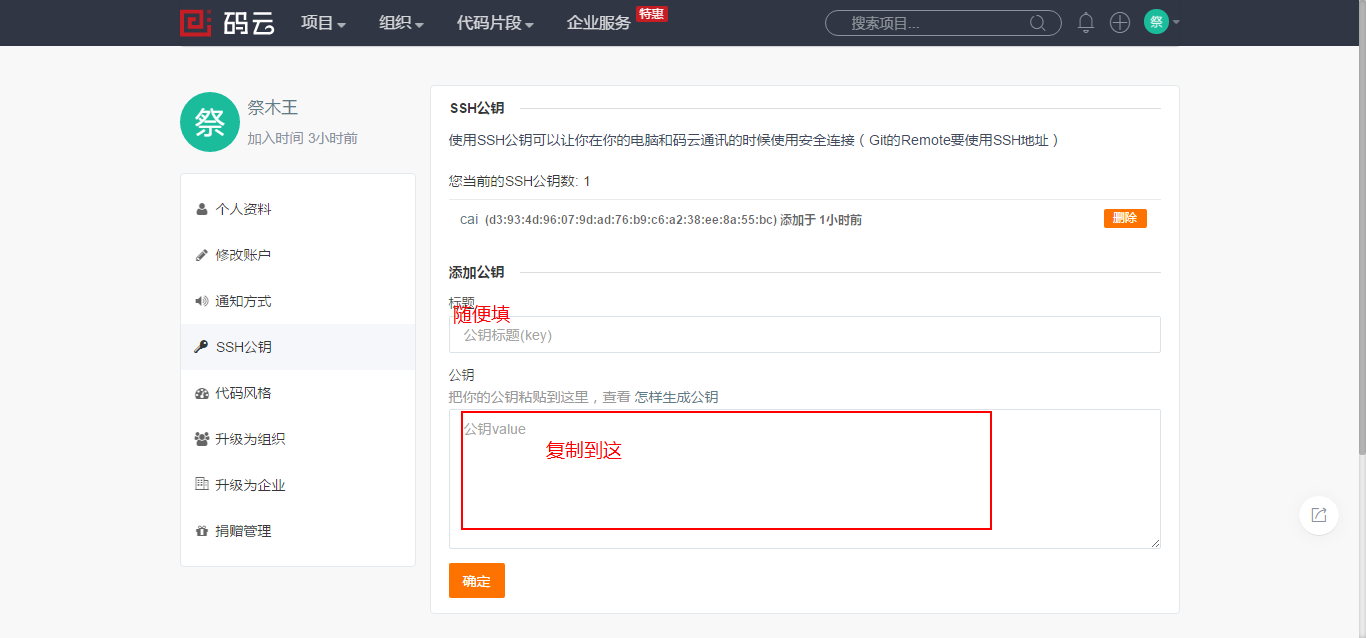 码云 项目 组织 代码片段 企业服务 特惠 搜索项目... 祭
祭
祭木王
加入时间 3小时前
个人资料
修改账户
通知方式
SSH公钥
代码风格
升级为组织
升级为企业
捐赠管理
SSH公钥
使用SSH公钥可以让你在你的电脑和码云通讯的时候使用安全连接（Git的Remote要使用SSH地址）
您当前的SSH公钥数: 1
cai (d3:93:4d:96:07:9d:ad:76:b9:c6:a2:38:ee:8a:55:bc) 添加于 1小时前 删除
添加公钥
标题
随便填
公钥标题(key)
公钥
把你的公钥粘贴到这里，查看 怎样生成公钥
公钥value
复制到这
确定